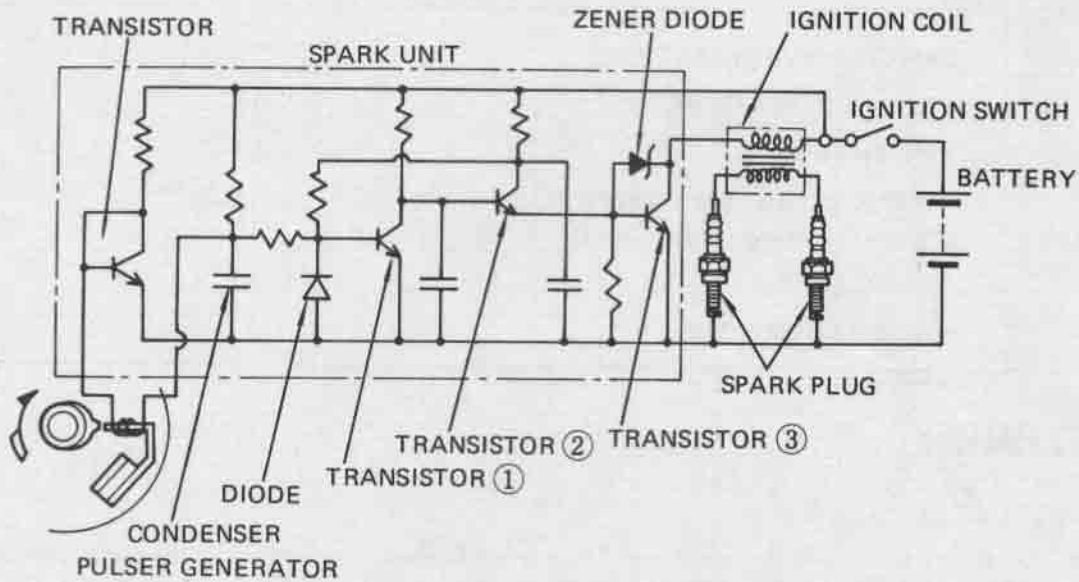 TRANSISTOR
SPARK UNIT
ZENER DIODE
IGNITION COIL
IGNITION SWITCH
BATTERY
SPARK PLUG
TRANSISTOR ③
TRANSISTOR ②
TRANSISTOR ①
DIODE
CONDENSER
PULSER GENERATOR